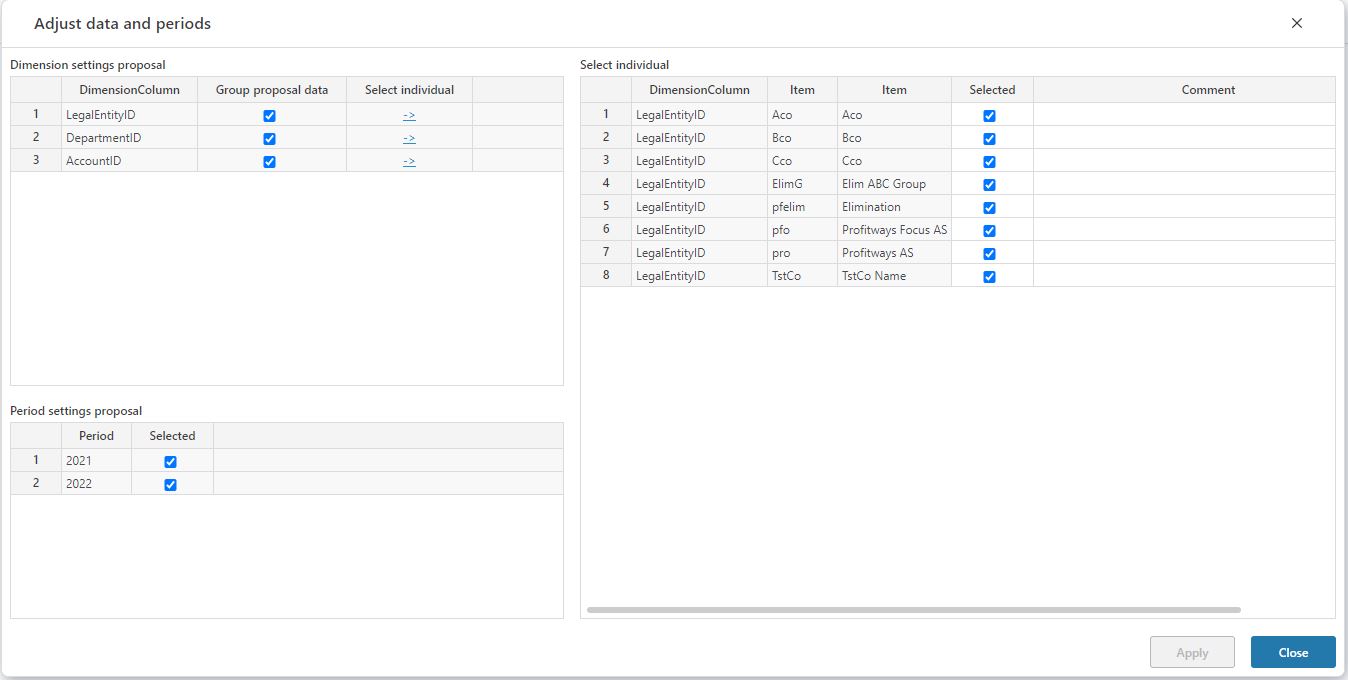 Adjust data and periods
Dimension settings proposal
DimensionColumn Group proposal data Select individual
1 LegalEntityID ->
2 DepartmentID ->
3 AccountID ->
Period settings proposal
Period Selected
1 2021
2 2022
Select individual
DimensionColumn Item Item Selected Comment
1 LegalEntityID Aco Aco
2 LegalEntityID Bco Bco
3 LegalEntityID Cco Cco
4 LegalEntityID ElimG Elim ABC Group
5 LegalEntityID pfelim Elimination
6 LegalEntityID pfo Profitways Focus AS
7 LegalEntityID pro Profitways AS
8 LegalEntityID TstCo TstCo Name
Apply Close